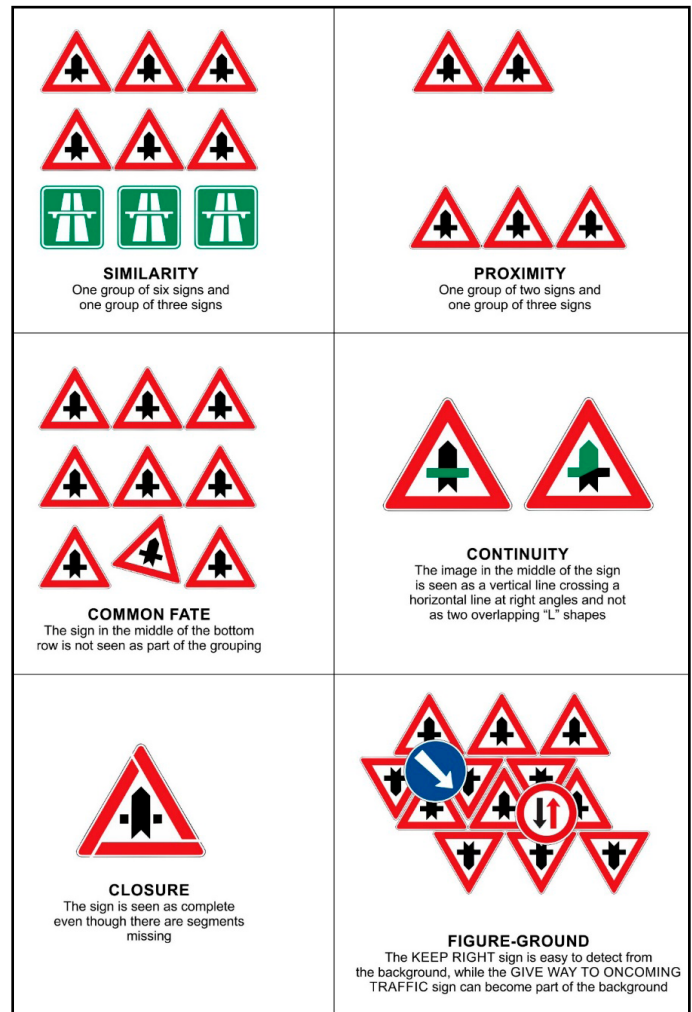 SIMILARITY
One group of six signs and
one group of three signs
PROXIMITY
One group of two signs and
one group of three signs
COMMON FATE
The sign in the middle of the bottom
row is not seen as part of the grouping
CONTINUITY
The image in the middle of the sign
is seen as a vertical line crossing a
horizontal line at right angles and not
as two overlapping “L” shapes
CLOSURE
The sign is seen as complete
even though there are segments
missing
FIGURE-GROUND
The KEEP RIGHT sign is easy to detect from
the background, while the GIVE WAY TO ONCOMING
TRAFFIC sign can become part of the background